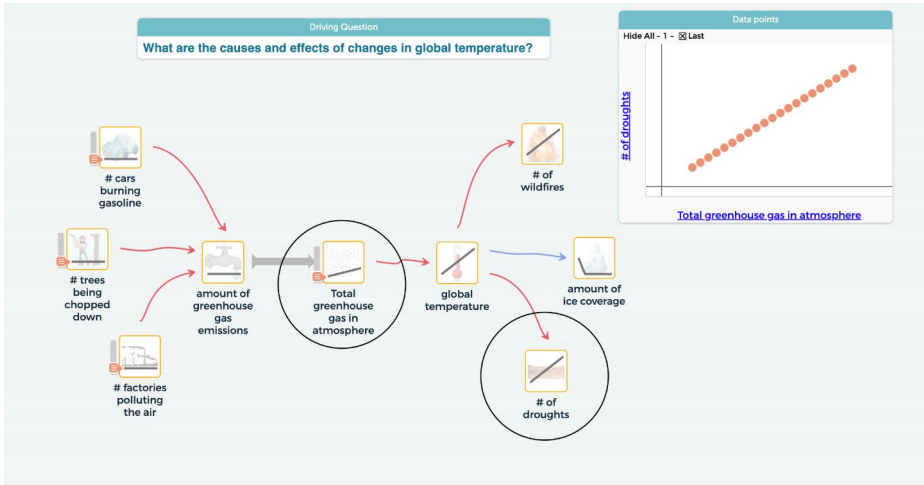 Driving Question
What are the causes and effects of changes in global temperature?
Data points
Hide All – 1 – ☒ Last
# of droughts
Total greenhouse gas in atmosphere
# cars
burning
gasoline
# trees
being
chopped
down
# factories
polluting
the air
amount of
greenhouse
gas
emissions
Total
greenhouse
gas in
atmosphere
global
temperature
# of
wildfires
amount of
ice coverage
# of
droughts